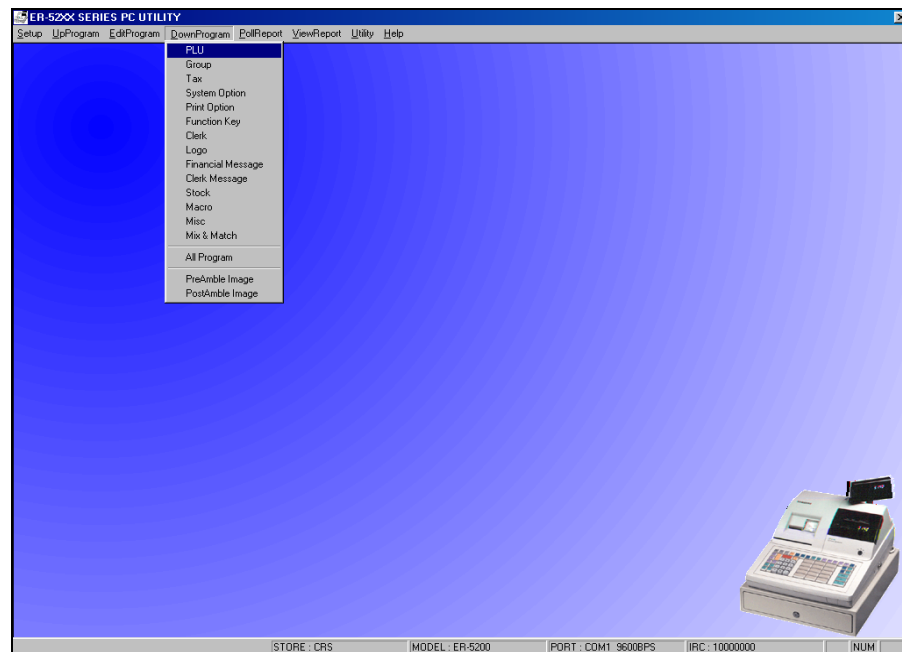 ER-52XX SERIES PC UTILITY
Setup UpProgram EditProgram DownProgram PollReport ViewReport Utility Help
PLU
Group
Tax
System Option
Print Option
Function Key
Clerk
Logo
Financial Message
Clerk Message
Stock
Macro
Misc
Mix & Match
All Program
PreAmble Image
PostAmble Image
STORE : CRS MODEL : ER-5200 PORT : COM1 9600BPS IRC : 10000000 NUM